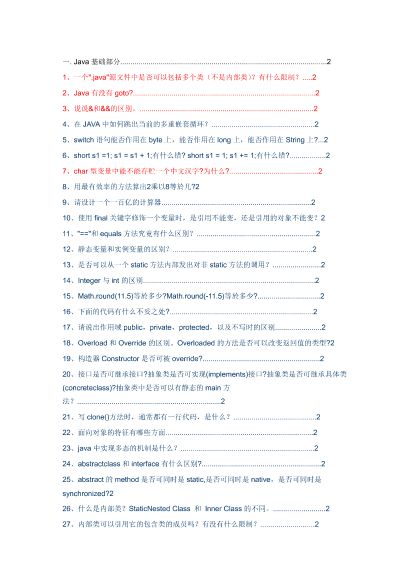 一. Java 基础部分......................................................................................................2
1、一个".java"源文件中是否可以包括多个类（不是内部类）？有什么限制？.....2
2、Java 有没有 goto?..........................................................................................2
3、说说&和&&的区别。......................................................................................2
4、在 JAVA 中如何跳出当前的多重嵌套循环？...................................................2
5、switch 语句能否作用在 byte 上，能否作用在 long 上，能否作用在 String 上?...2
6、short s1 =1; s1 = s1 + 1;有什么错? short s1 = 1; s1 += 1;有什么错?..................2
7、char 型变量中能不能存贮一个中文汉字?为什么?............................................2
8、用最有效率的方法算出2乘以8等於几?2
9、请设计一个一百亿的计算器..........................................................................2
10、使用 final 关键字修饰一个变量时，是引用不能变，还是引用的对象不能变？2
11、"=="和 equals 方法究竟有什么区别？...........................................................2
12、静态变量和实例变量的区别？.....................................................................2
13、是否可以从一个 static 方法内部发出对非 static 方法的调用？........................2
14、Integer 与 int 的区别.....................................................................................2
15、Math.round(11.5)等於多少?Math.round(-11.5)等於多少?...............................2
16、下面的代码有什么不妥之处?.......................................................................2
17、请说出作用域 public，private，protected，以及不写时的区别.......................2
18、Overload 和 Override 的区别。Overloaded 的方法是否可以改变返回值的类型?2
19、构造器 Constructor 是否可被 override?..........................................................2
20、接口是否可继承接口?抽象类是否可实现(implements)接口?抽象类是否可继承具体类
(concreteclass)?抽象类中是否可以有静态的 main 方
法？.......................................................................2
21、写 clone()方法时，通常都有一行代码，是什么？.........................................2
22、面向对象的特征有哪些方面.........................................................................2
23、java 中实现多态的机制是什么？..................................................................2
24、abstractclass 和 interface 有什么区别?...........................................................2
25、abstract 的 method 是否可同时是 static,是否可同时是 native，是否可同时是
synchronized?2
26、什么是内部类？StaticNested Class 和 Inner Class 的不同。..........................2
27、内部类可以引用它的包含类的成员吗？有没有什么限制？...........................2